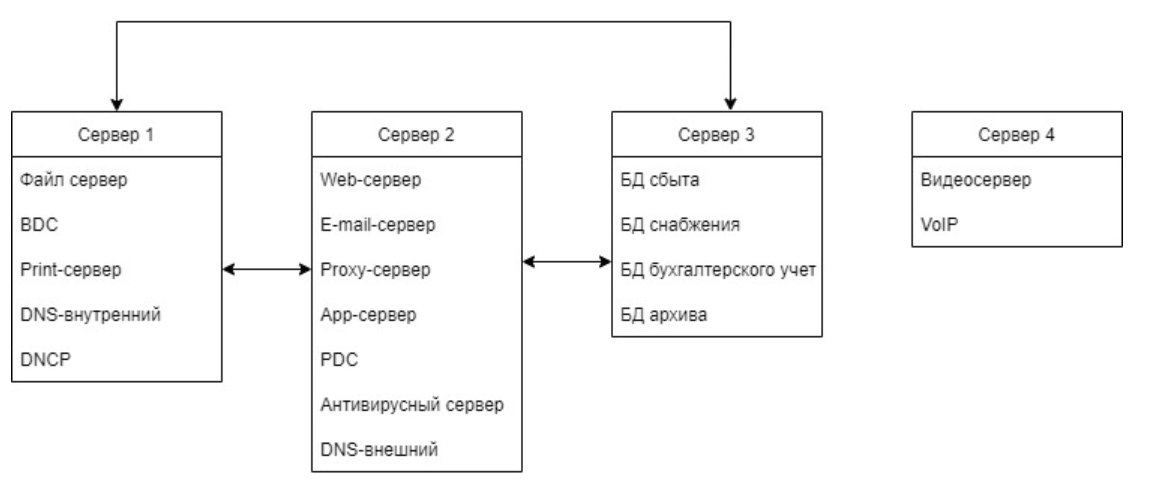 Сервер 1
Файл сервер
BDC
Print-сервер
DNS-внутренний
DNCP
Сервер 2
Web-сервер
E-mail-сервер
Proxy-сервер
App-сервер
PDC
Антивирусный сервер
DNS-внешний
Сервер 3
БД сбыта
БД снабжения
БД бухгалтерского учет
БД архива
Сервер 4
Видеосервер
VoIP